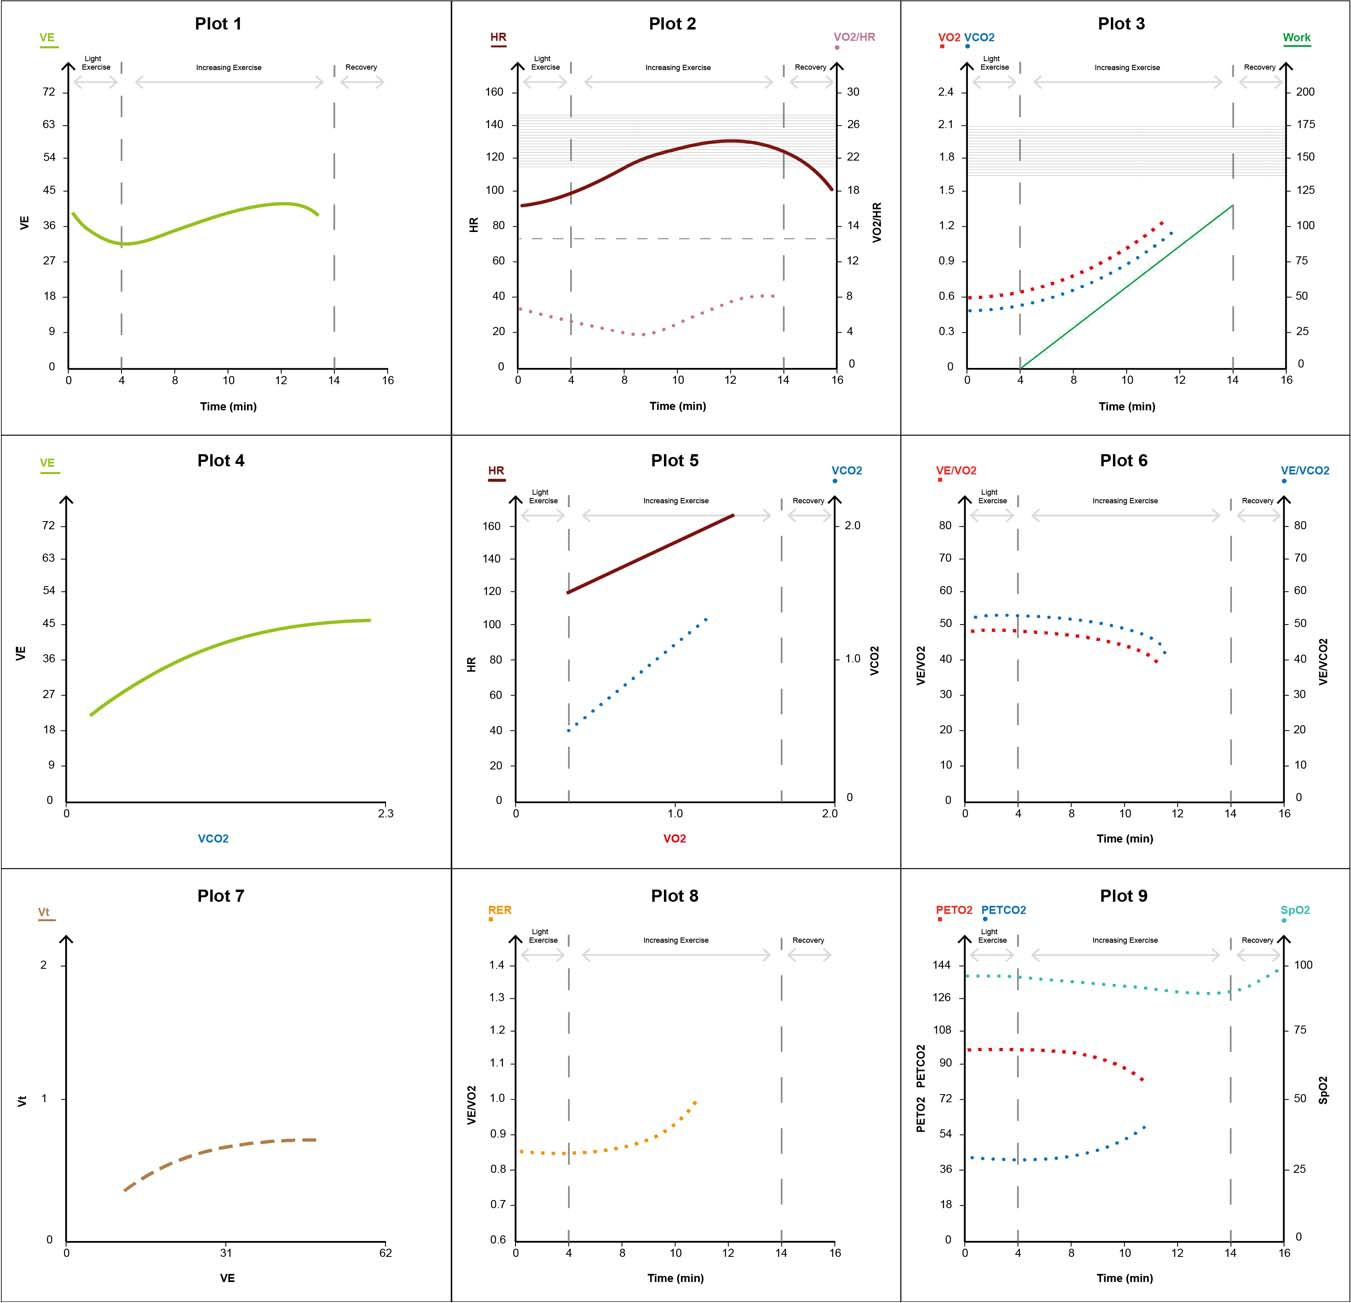 Plot 1
VE
Light
Exercise
Increasing Exercise
Recovery
72
63
54
45
36
27
18
9
0
VE
0 4 8 10 12 14 16
Time (min)
Plot 2
HR
VO2/HR
Light
Exercise
Increasing Exercise
Recovery
160 30
140 26
120 22
100 18
80 14
60 12
40 8
20 4
0 0
HR
VO2/HR
0 4 8 10 12 14 16
Time (min)
Plot 3
VO2 VCO2
Work
Light
Exercise
Increasing Exercise
Recovery
2.4 200
2.1 175
1.8 150
1.5 125
1.2 100
0.9 75
0.6 50
0.3 25
0 0
0 4 8 10 12 14 16
Time (min)
Plot 4
VE
72
63
54
45
36
27
18
9
0
VE
0 2.3
VCO2
Plot 5
HR
VCO2
Light
Exercise
Increasing Exercise
Recovery
160 2.0
140
120
100
80 1.0
60
40
20
0 0
HR
VCO2
0 1.0 2.0
VO2
Plot 6
VE/VO2
VE/VCO2
Light
Exercise
Increasing Exercise
Recovery
80 80
70 70
60 60
50 50
40 40
30 30
20 20
10 10
0 0
VE/VO2
VE/VCO2
0 4 8 10 12 14 16
Time (min)
Plot 7
Vt
2
1
0
Vt
0 31 62
VE
Plot 8
RER
Light
Exercise
Increasing Exercise
Recovery
1.4
1.3
1.2
1.1
1.0
0.9
0.8
0.7
0.6
VE/VO2
0 4 8 10 12 14 16
Time (min)
Plot 9
PETO2 PETCO2
SpO2
Light
Exercise
Increasing Exercise
Recovery
144 100
126
108 75
90
72 50
54
36 25
18
0 0
PETO2 PETCO2
SpO2
0 4 8 10 12 14 16
Time (min)